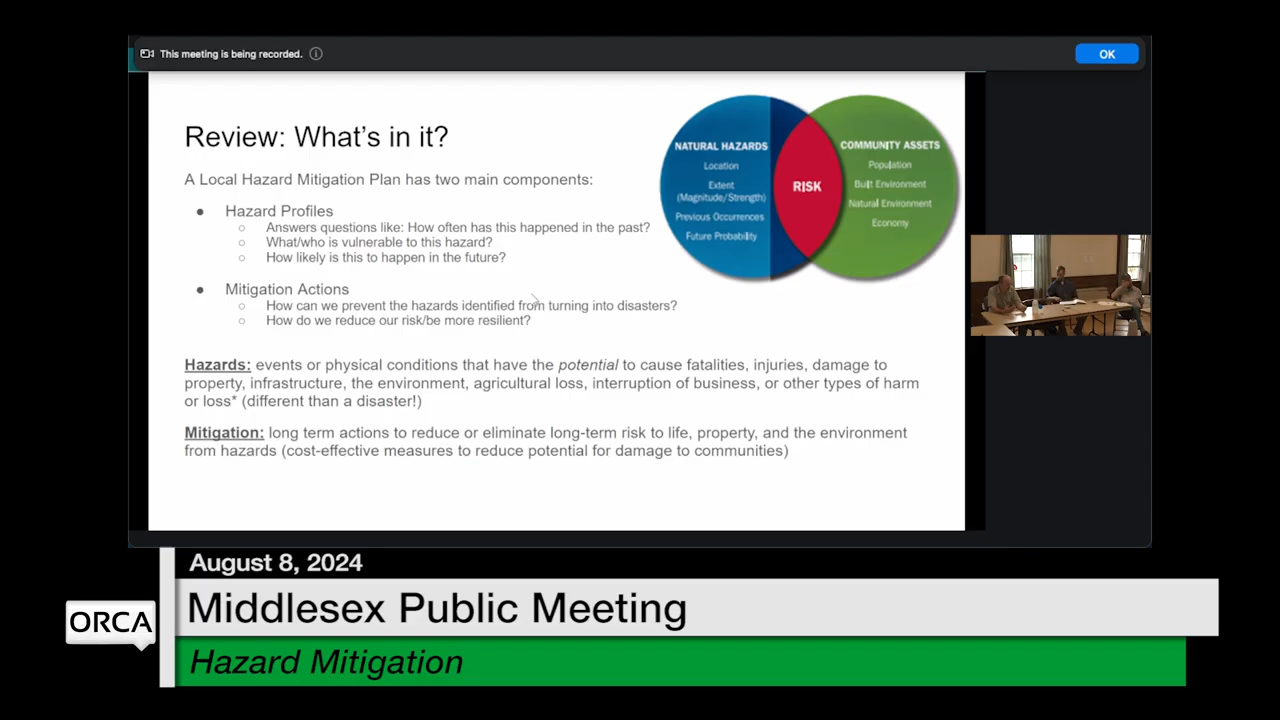 This meeting is being recorded.
OK
Review: What's in it?
A Local Hazard Mitigation Plan has two main components:
● Hazard Profiles
○ Answers questions like: How often has this happened in the past?
○ What/who is vulnerable to this hazard?
○ How likely is this to happen in the future?
● Mitigation Actions
○ How can we prevent the hazards identified from turning into disasters?
○ How do we reduce our risk/be more resilient?
Hazards: events or physical conditions that have the potential to cause fatalities, injuries, damage to
property, infrastructure, the environment, agricultural loss, interruption of business, or other types of harm
or loss* (different than a disaster!)
Mitigation: long term actions to reduce or eliminate long-term risk to life, property, and the environment
from hazards (cost-effective measures to reduce potential for damage to communities)
NATURAL HAZARDS
Location
Extent
(Magnitude/Strength)
Previous Occurrences
Future Probability
RISK
COMMUNITY ASSETS
Population
Built Environment
Natural Environment
Economy
August 8, 2024
ORCA
Middlesex Public Meeting
Hazard Mitigation